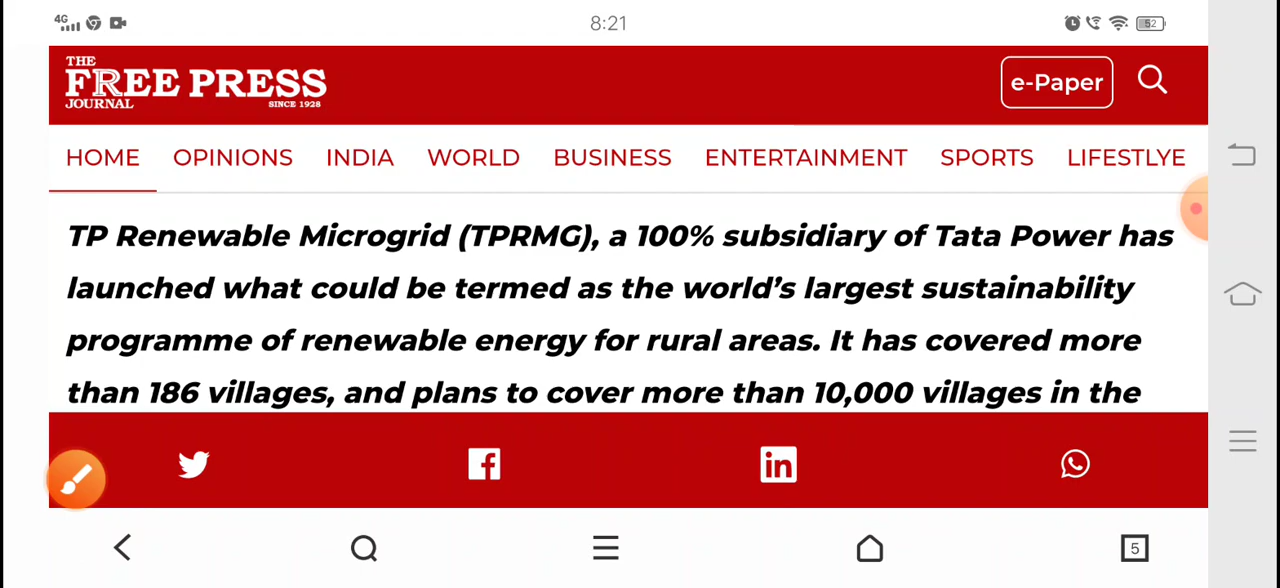 4G 8:21 52
THE
FREE PRESS
JOURNAL SINCE 1928
e-Paper
HOME OPINIONS INDIA WORLD BUSINESS ENTERTAINMENT SPORTS LIFESTLYE
TP Renewable Microgrid (TPRMG), a 100% subsidiary of Tata Power has
launched what could be termed as the world’s largest sustainability
programme of renewable energy for rural areas. It has covered more
than 186 villages, and plans to cover more than 10,000 villages in the
in
5